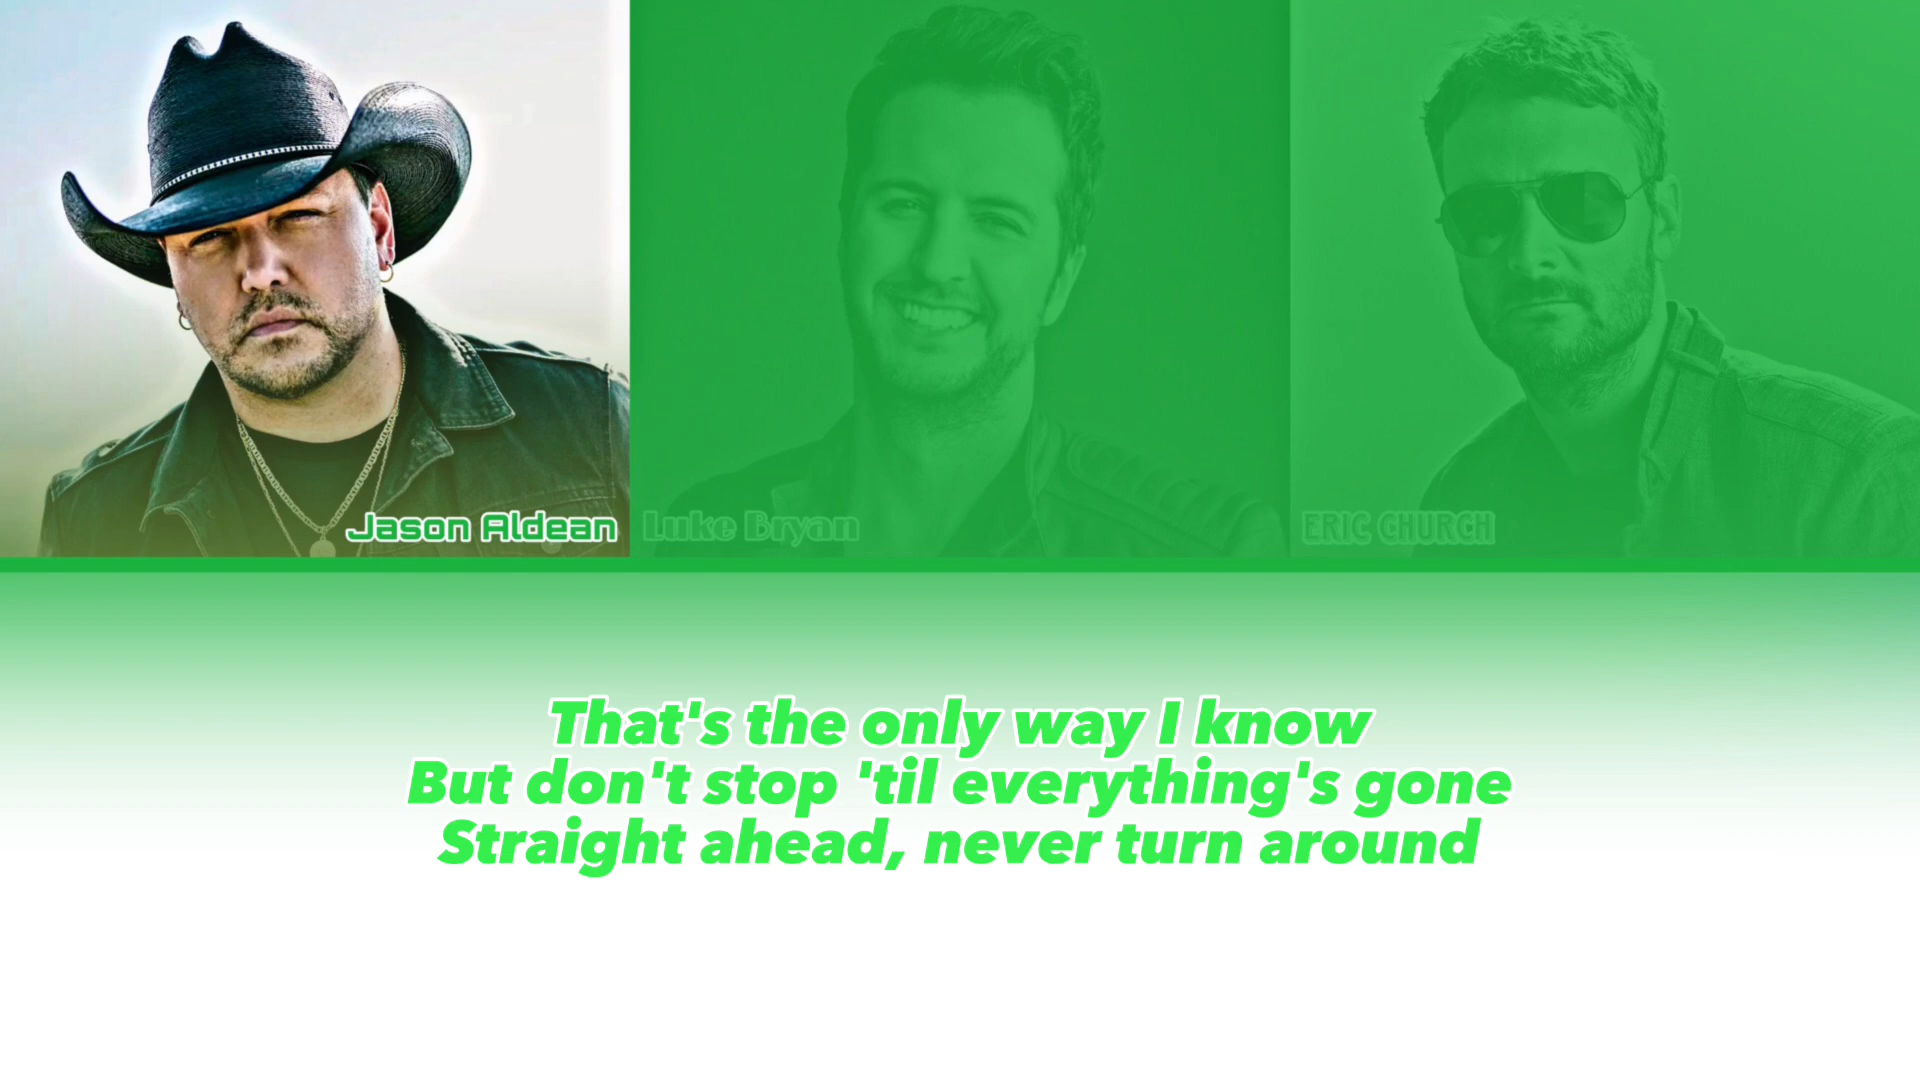 Jason Aldean
Luke Bryan
ERIC CHURCH
That's the only way I know
But don't stop 'til everything's gone
Straight ahead, never turn around